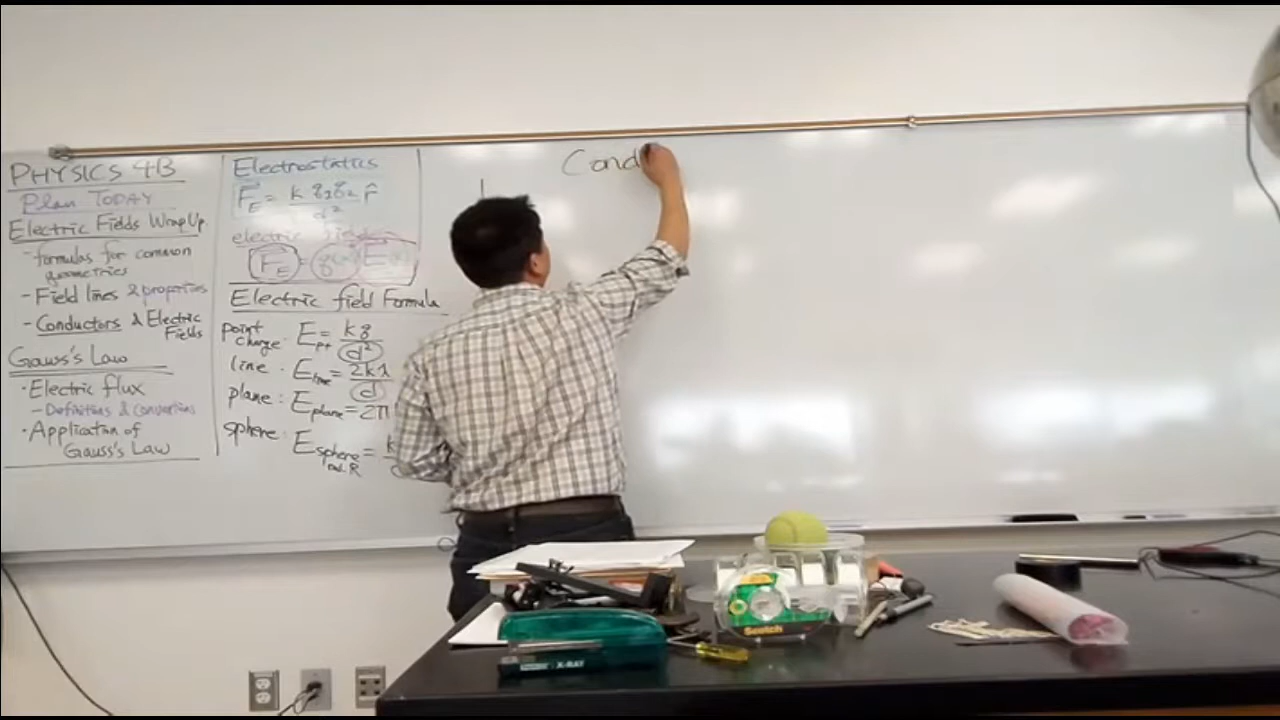 PHYSICS 4B
Plan TODAY
Electric Fields Wrap Up
- formulas for common
geometries
- Field lines & properties
- Conductors & Electric
Fields
Gauss's Law
· Electric flux
- Definitions & conventions
· Application of
Gauss's Law
Electrostatics
F_E = k q₁q₂ r̂
d²
electric
F_E =
Electric field Formula
point
charge: E_pt = kq
d²
line: E_line = 2kλ
d
plane: E_plane = 2π
sphere: E_sphere = k
Cond
Scotch
X-RAY